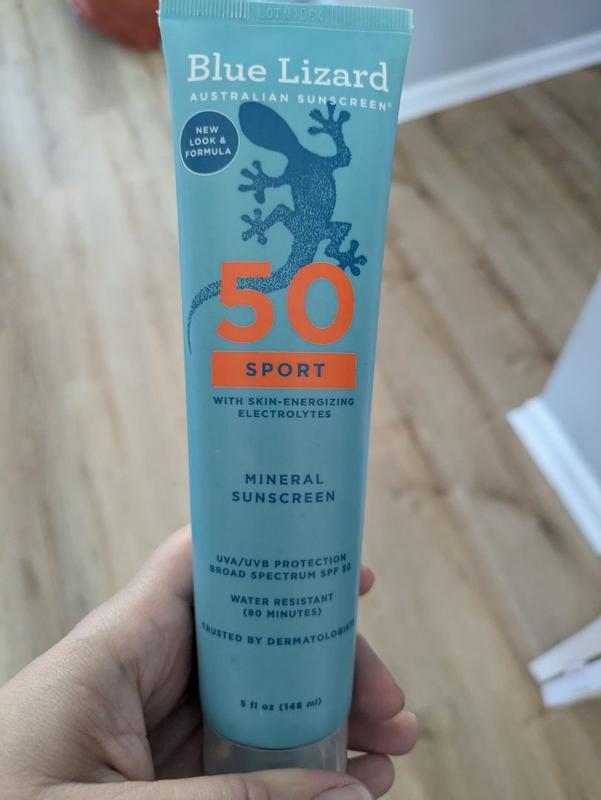 Blue Lizard
AUSTRALIAN SUNSCREEN®
NEW
LOOK &
FORMULA
50
SPORT
WITH SKIN-ENERGIZING
ELECTROLYTES
MINERAL
SUNSCREEN
UVA/UVB PROTECTION
BROAD SPECTRUM SPF 50
WATER RESISTANT
(80 MINUTES)
TRUSTED BY DERMATOLOGISTS
5 fl oz (148 ml)